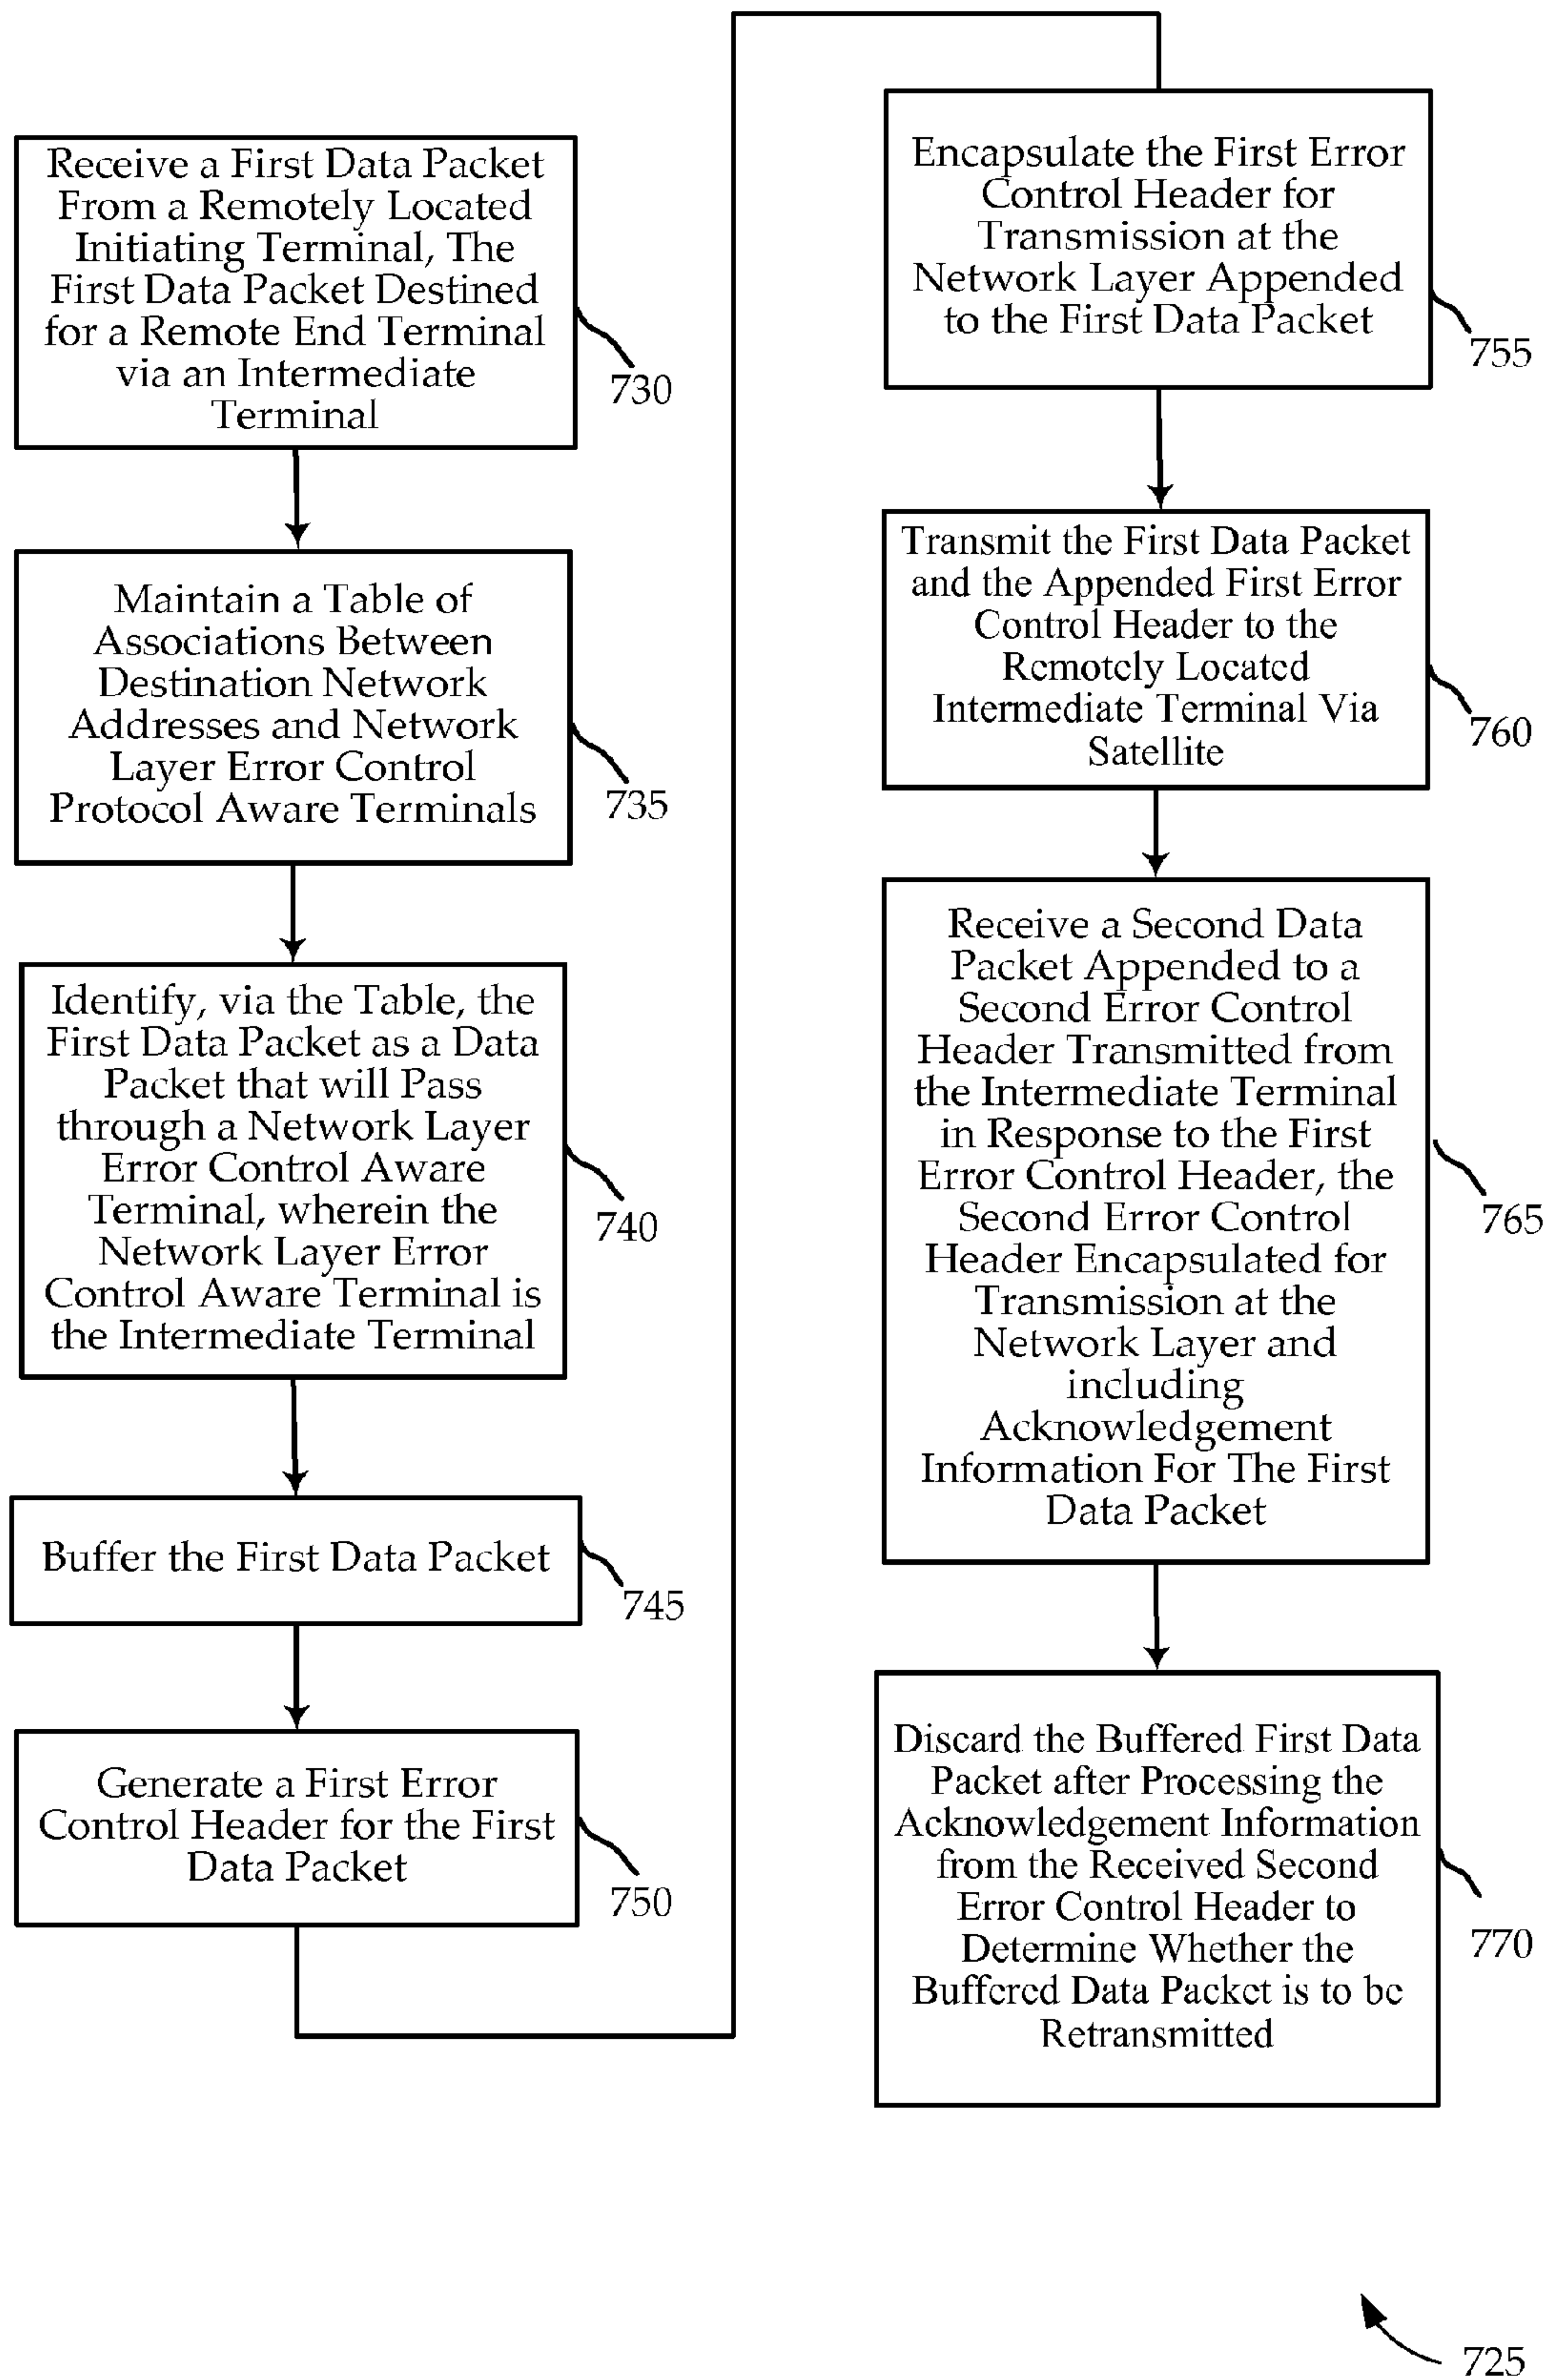 Receive a First Data Packet
From a Remotely Located
Initiating Terminal, The
First Data Packet Destined
for a Remote End Terminal
via an Intermediate
Terminal
730
Maintain a Table of
Associations Between
Destination Network
Addresses and Network
Layer Error Control
Protocol Aware Terminals
735
Identify, via the Table, the
First Data Packet as a Data
Packet that will Pass
through a Network Layer
Error Control Aware
Terminal, wherein the
Network Layer Error
Control Aware Terminal is
the Intermediate Terminal
740
Buffer the First Data Packet
745
Generate a First Error
Control Header for the First
Data Packet
750
Encapsulate the First Error
Control Header for
Transmission at the
Network Layer Appended
to the First Data Packet
755
Transmit the First Data Packet
and the Appended First Error
Control Header to the
Remotely Located
Intermediate Terminal Via
Satellite
760
Receive a Second Data
Packet Appended to a
Second Error Control
Header Transmitted from
the Intermediate Terminal
in Response to the First
Error Control Header, the
Second Error Control
Header Encapsulated for
Transmission at the
Network Layer and
including
Acknowledgement
Information For The First
Data Packet
765
Discard the Buffered First Data
Packet after Processing the
Acknowledgement Information
from the Received Second
Error Control Header to
Determine Whether the
Buffered Data Packet is to be
Retransmitted
770
725